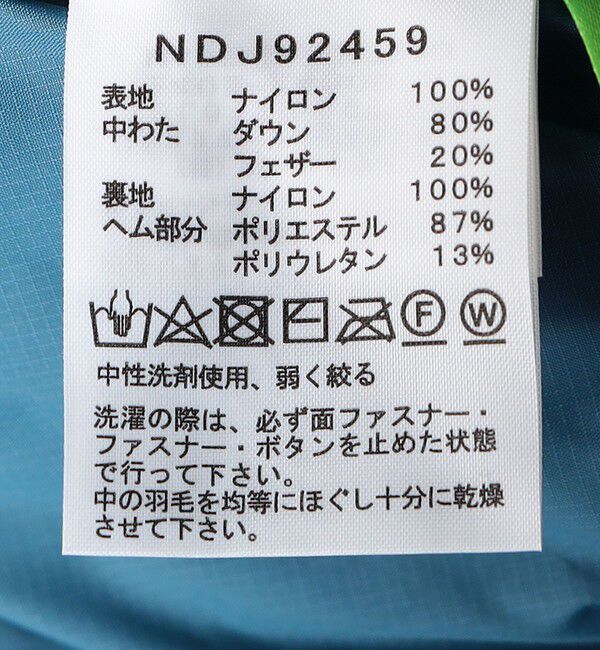 NDJ92459
表地 ナイロン 100%
中わた ダウン 80%
フェザー 20%
裏地 ナイロン 100%
ヘム部分 ポリエステル 87%
ポリウレタン 13%
F W
中性洗剤使用、弱く絞る
洗濯の際は、必ず面ファスナー・
ファスナー・ボタンを止めた状態
で行って下さい。
中の羽毛を均等にほぐし十分に乾燥
させて下さい。